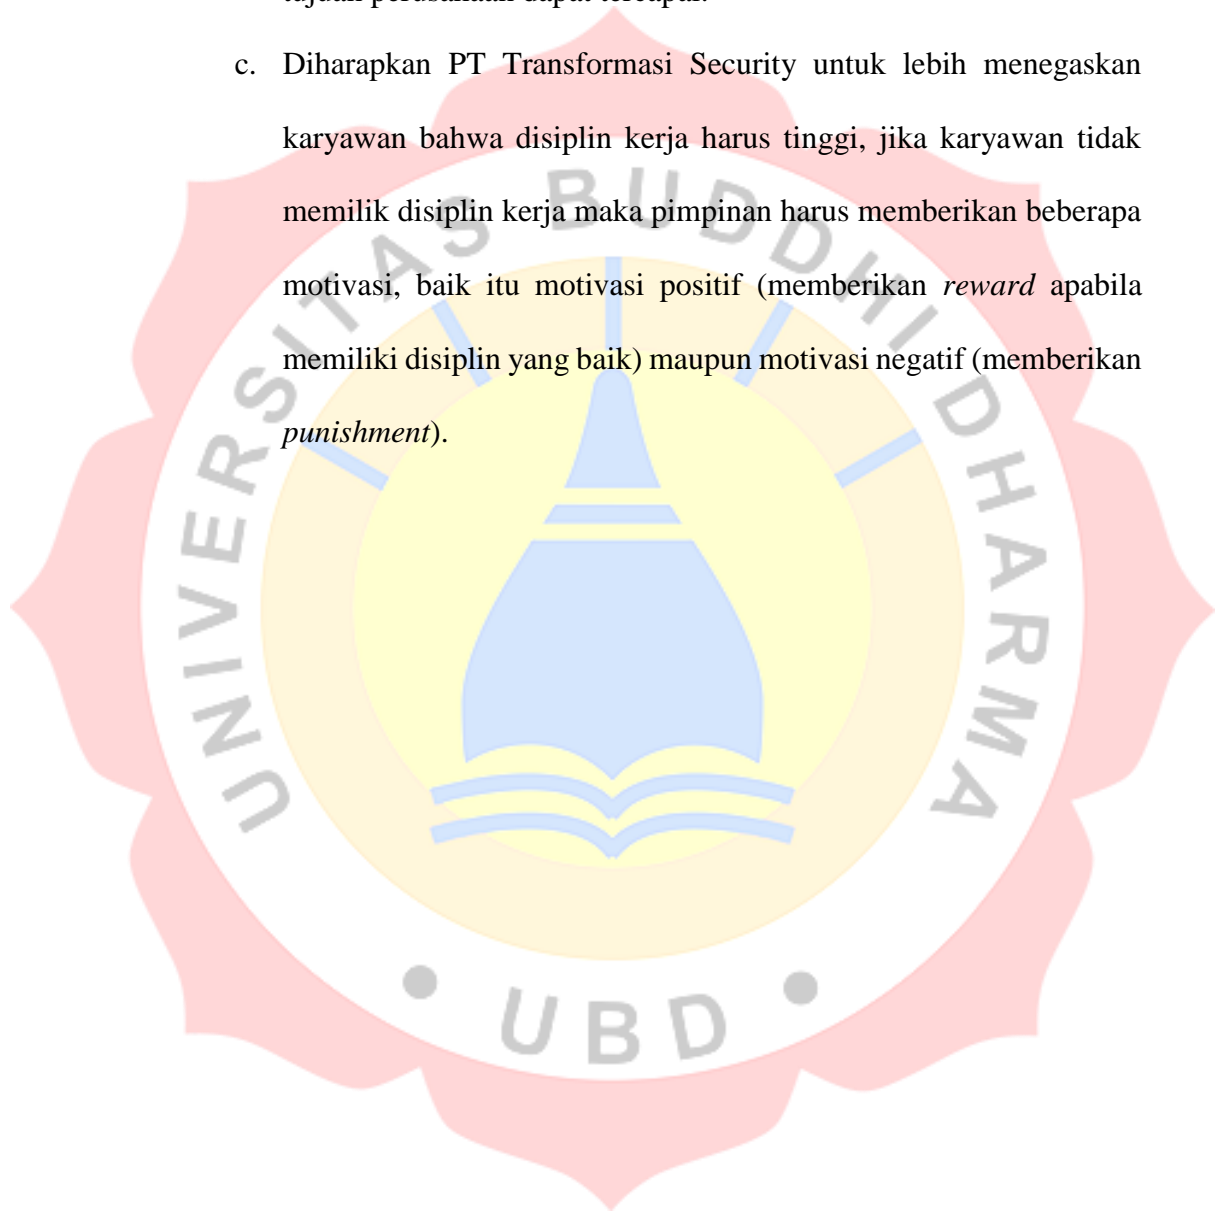 c. Diharapkan PT Transformasi Security untuk lebih menegaskan
karyawan bahwa disiplin kerja harus tinggi, jika karyawan tidak
memilik disiplin kerja maka pimpinan harus memberikan beberapa
motivasi, baik itu motivasi positif (memberikan reward apabila
memiliki disiplin yang baik) maupun motivasi negatif (memberikan
punishment).
UNIVERSITAS BUDDHI DHARMA
• UBD •